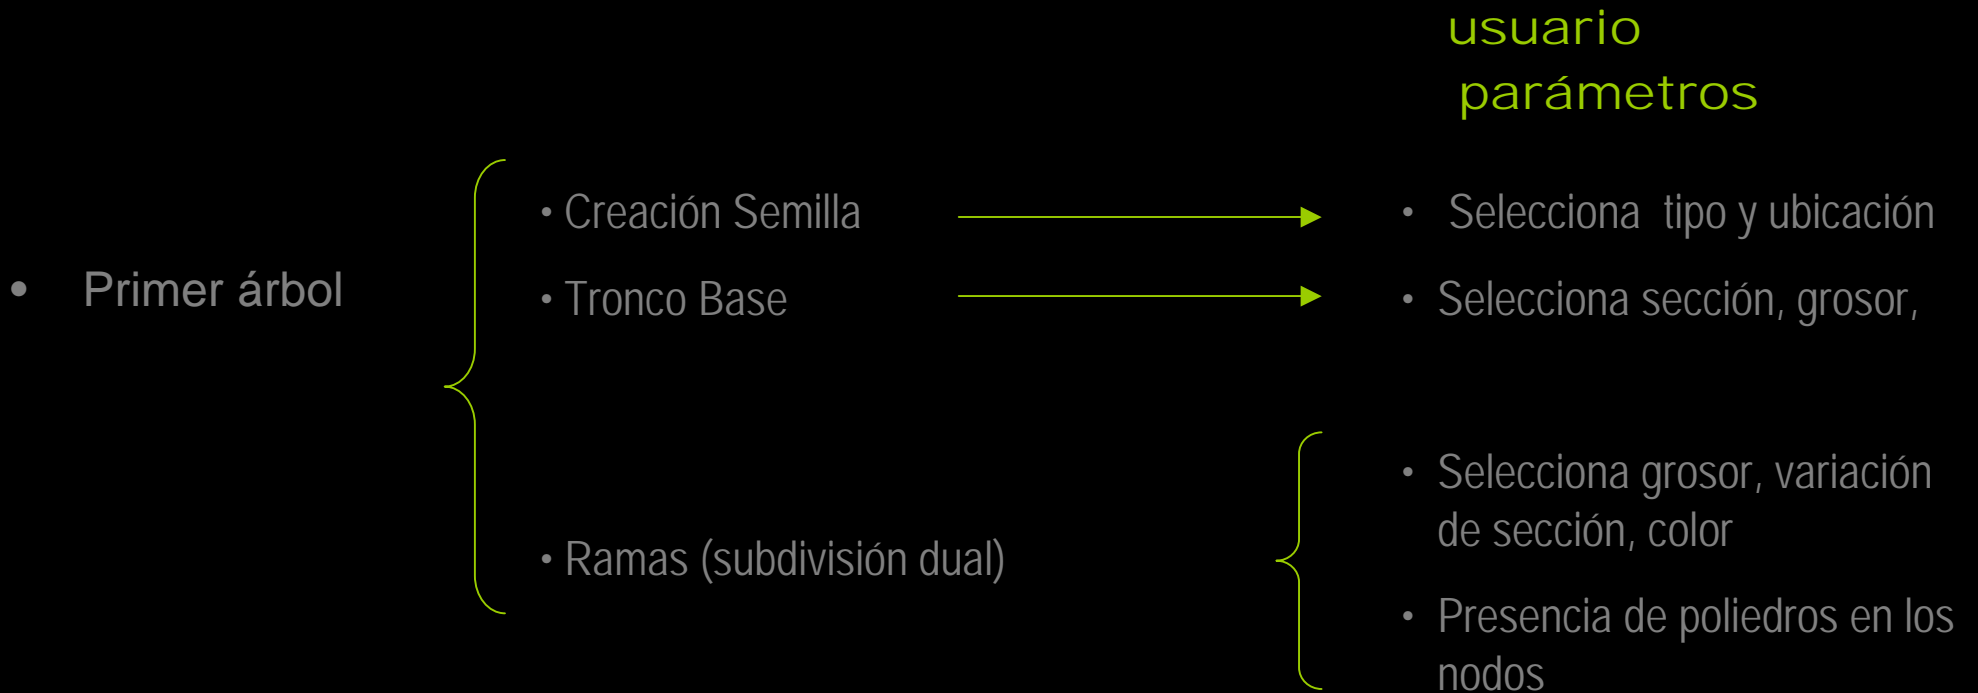 usuario
parámetros
• Primer árbol
• Creación Semilla
• Selecciona tipo y ubicación
• Tronco Base
• Selecciona sección, grosor,
• Ramas (subdivisión dual)
• Selecciona grosor, variación
de sección, color
• Presencia de poliedros en los
nodos